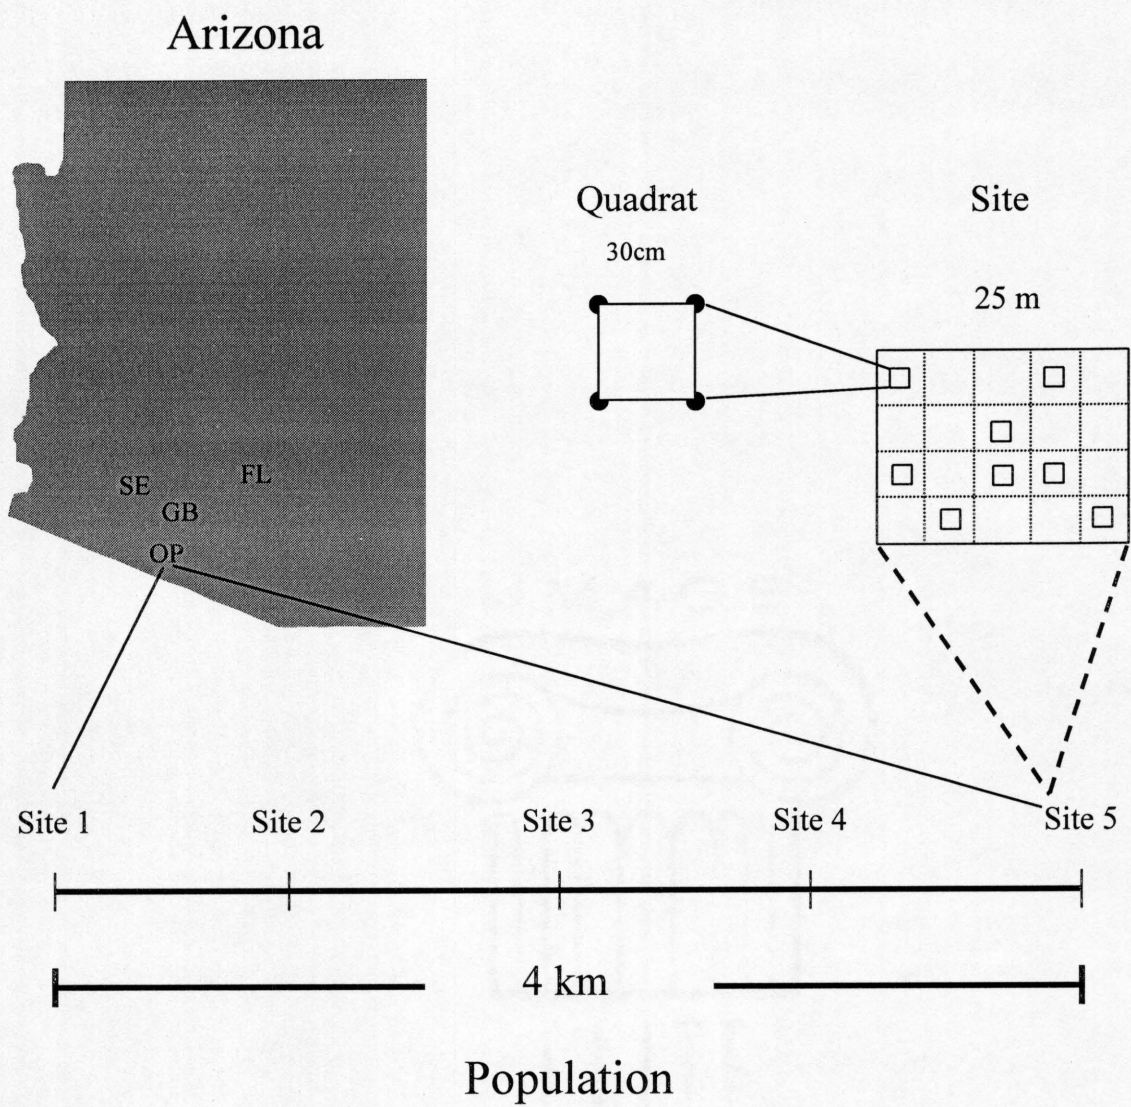 Arizona
Quadrat
Site
30cm
25 m
SE
FL
GB
OP
Site 1
Site 2
Site 3
Site 4
Site 5
4 km
Population